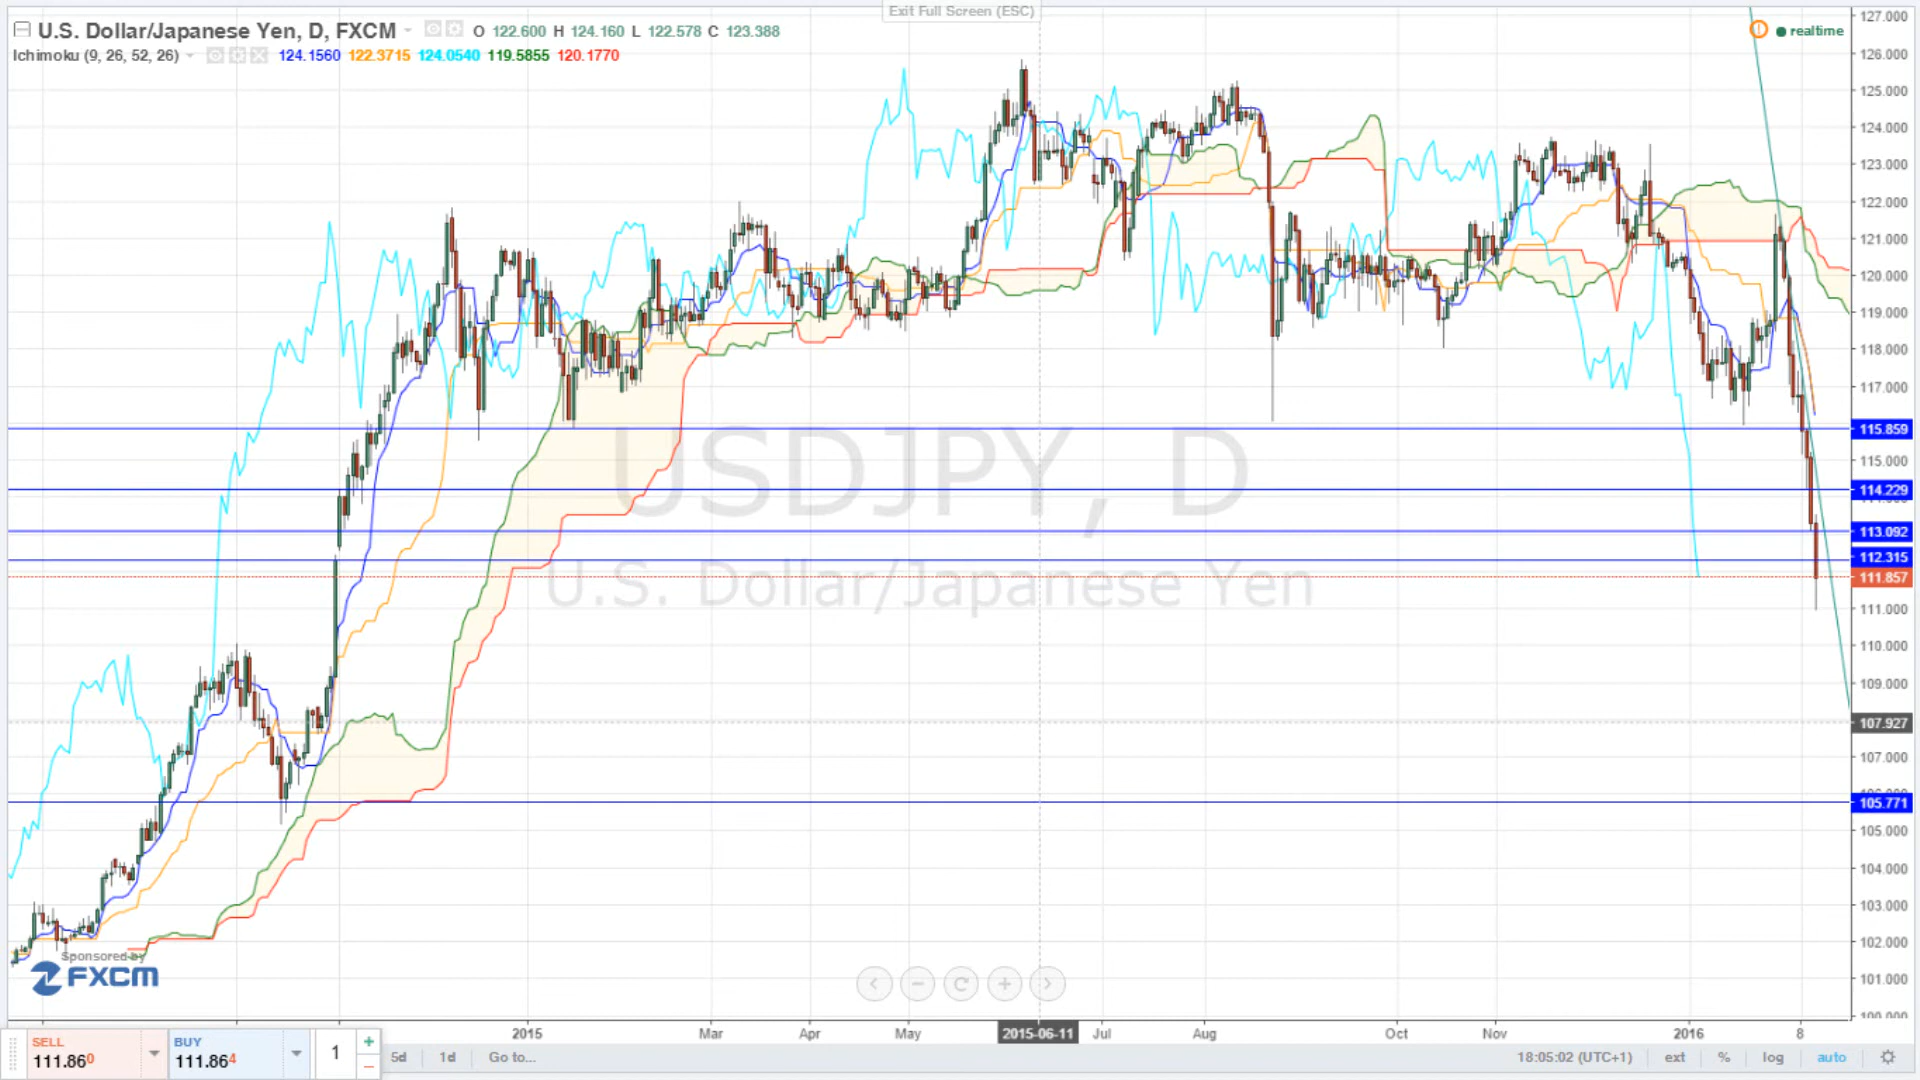 Exit Full Screen (ESC)
U.S. Dollar/Japanese Yen, D, FXCM O 122.600 H 124.160 L 122.578 C 123.388
Ichimoku (9, 26, 52, 26) 124.1560 122.3715 124.0540 119.5855 120.1770
realtime
127.000
126.000
125.000
124.000
123.000
122.000
121.000
120.000
119.000
118.000
117.000
115.859
115.000
114.229
113.092
112.315
111.857
111.000
110.000
109.000
107.927
107.000
105.771
105.000
104.000
103.000
102.000
101.000
USDJPY, D
U.S. Dollar/Japanese Yen
Sponsored by
FXCM
2015 Mar Apr May 2015-06-11 Jul Aug Oct Nov 2016 8
SELL
111.860
BUY
111.864
1
+
−
5d 1d Go to... 18:05:02 (UTC+1) ext % log auto